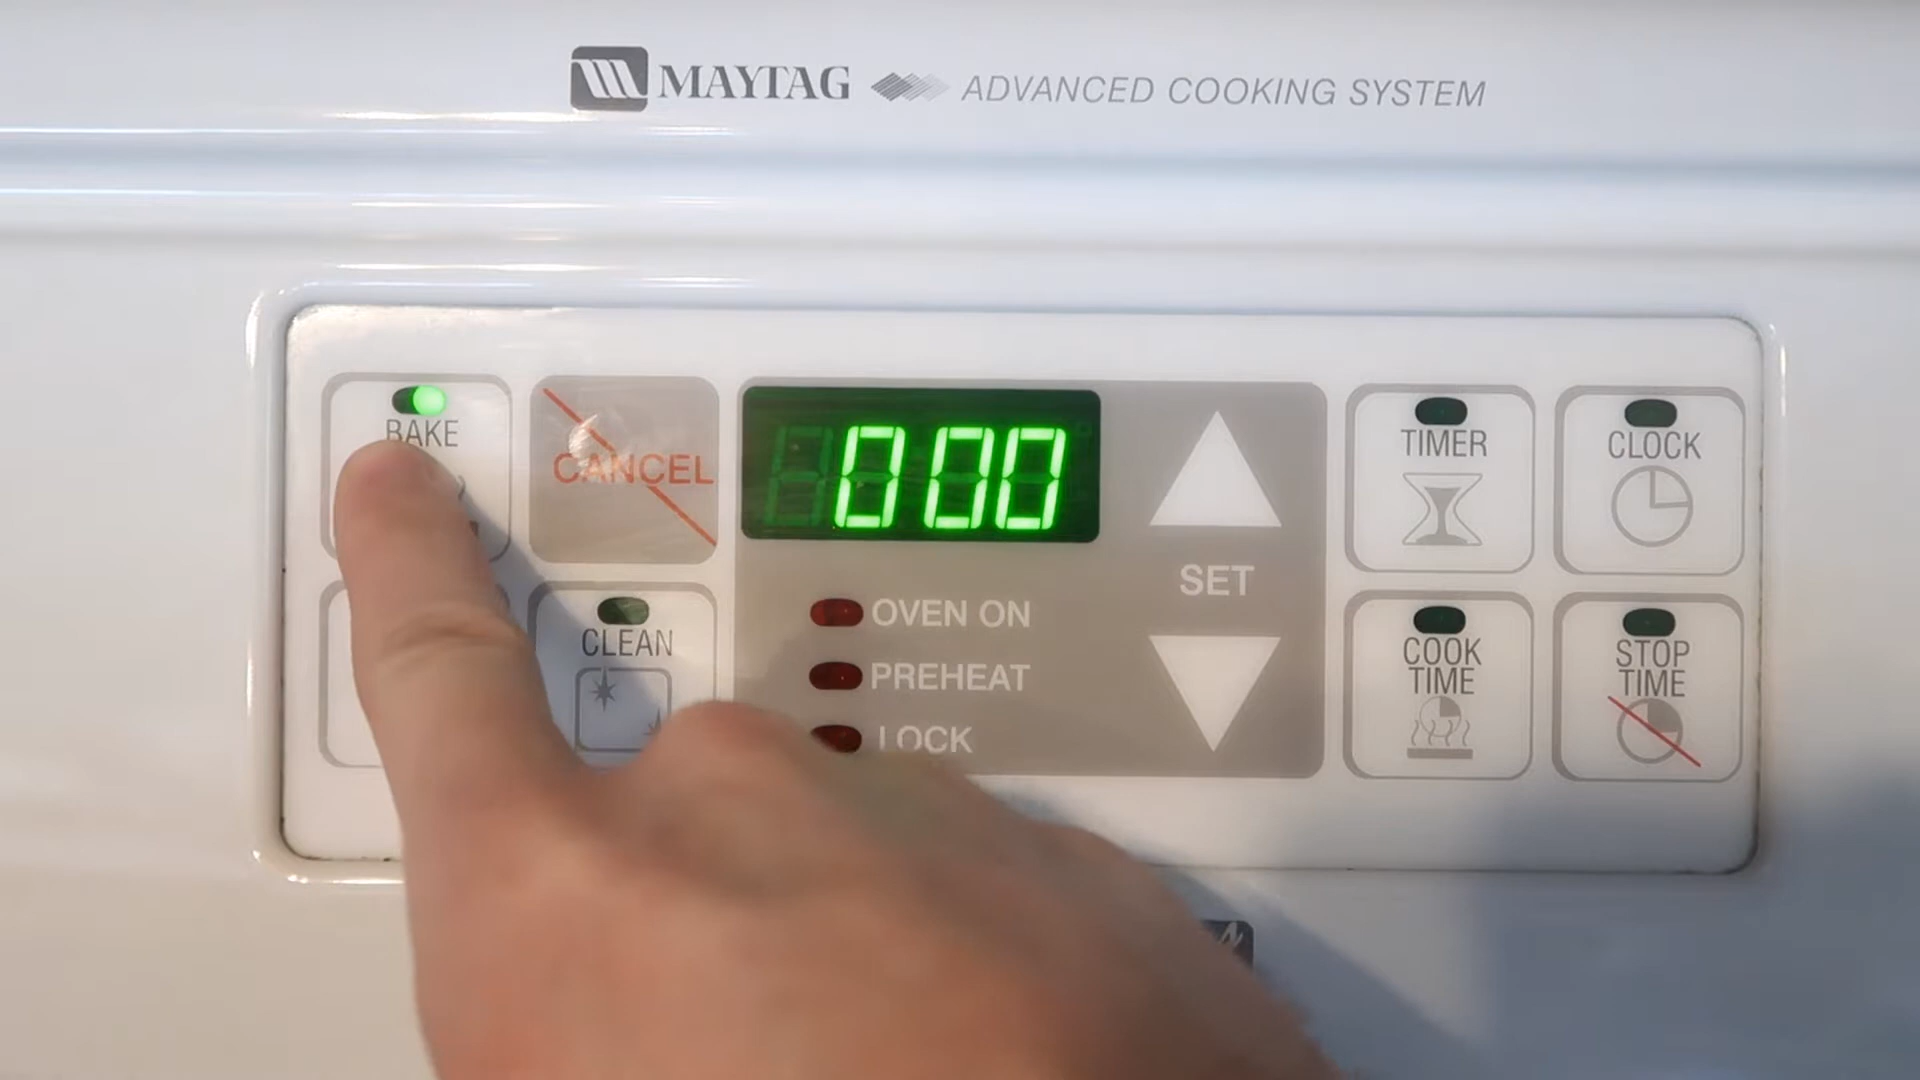 MAYTAG ADVANCED COOKING SYSTEM
BAKE
CANCEL
000
TIMER
CLOCK
SET
OVEN ON
PREHEAT
LOCK
CLEAN
COOK
TIME
STOP
TIME